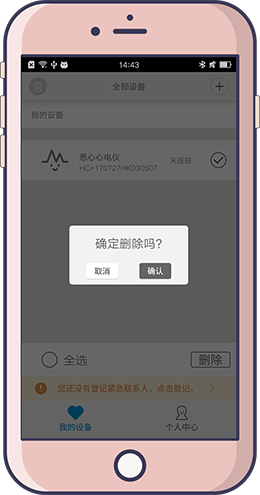 14:43
全部设备
我的设备
悉心心电仪
HC+170727HK030507
未连接
确定删除吗?
取消 确认
全选 删除
您还没有登记紧急联系人，点击登记。
我的设备 个人中心